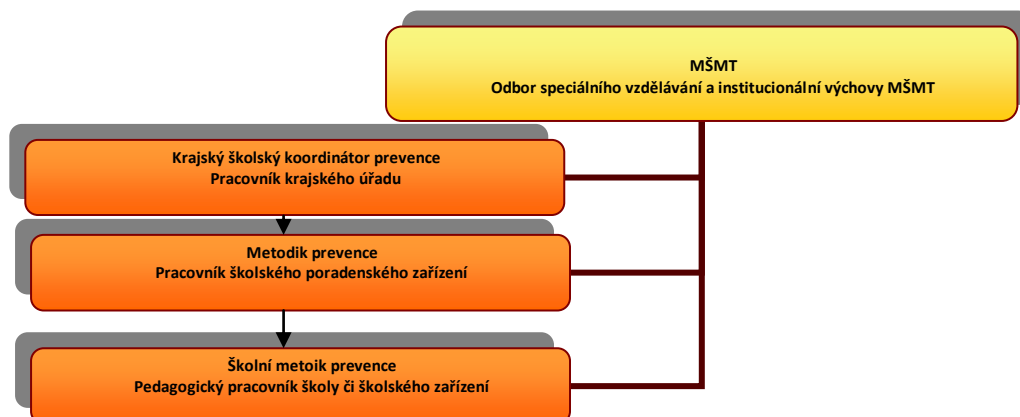 MŠMT
Odbor speciálního vzdělávání a institucionální výchovy MŠMT
Krajský školský koordinátor prevence
Pracovník krajského úřadu
Metodik prevence
Pracovník školského poradenského zařízení
Školní metoik prevence
Pedagogický pracovník školy či školského zařízení